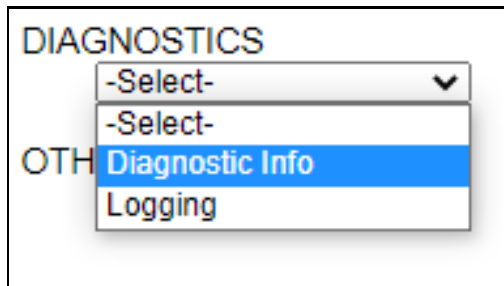 DIAGNOSTICS
-Select-
-Select-
OTH Diagnostic Info
Logging